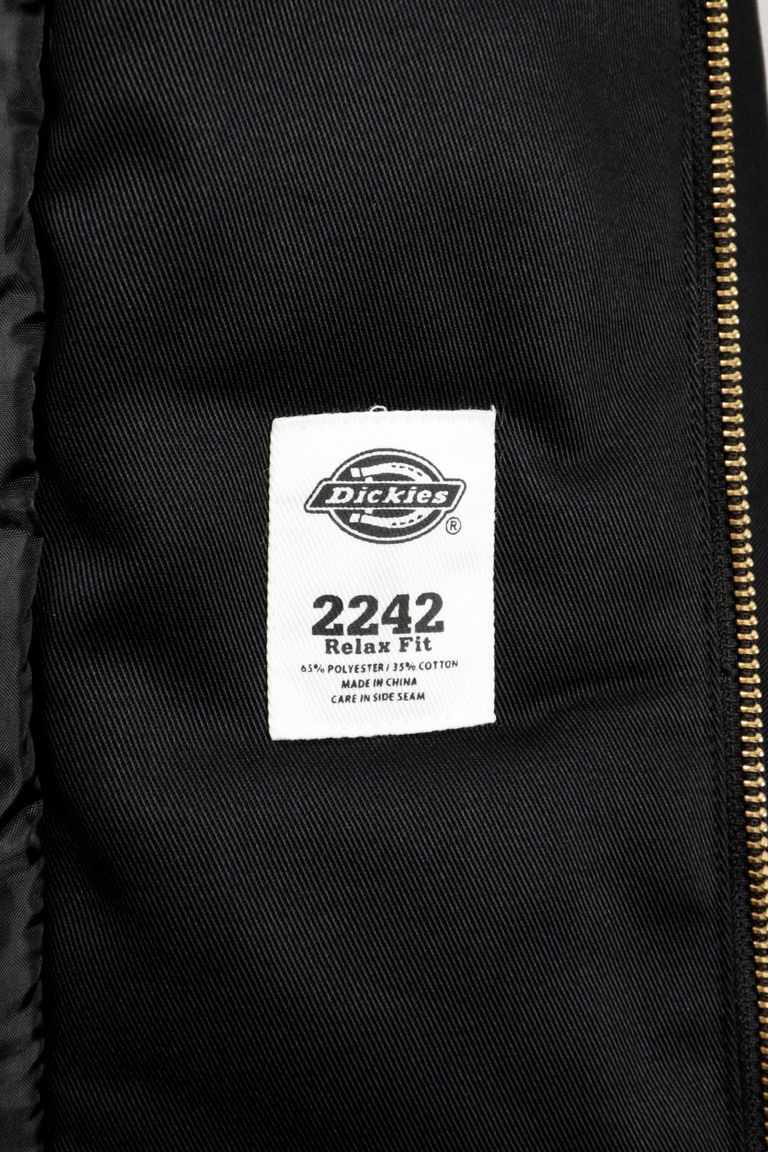 Dickies
®
2242
Relax Fit
65% POLYESTER / 35% COTTON
MADE IN CHINA
CARE IN SIDE SEAM